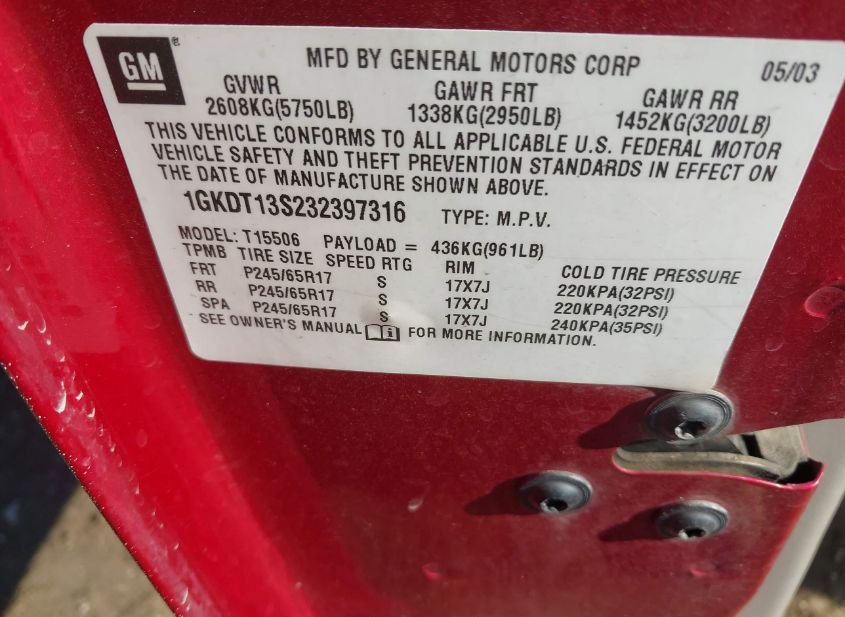 GM ®
MFD BY GENERAL MOTORS CORP 05/03
GVWR GAWR FRT GAWR RR
2608KG(5750LB) 1338KG(2950LB) 1452KG(3200LB)
THIS VEHICLE CONFORMS TO ALL APPLICABLE U.S. FEDERAL MOTOR
VEHICLE SAFETY AND THEFT PREVENTION STANDARDS IN EFFECT ON
THE DATE OF MANUFACTURE SHOWN ABOVE.
1GKDT13S232397316 TYPE: M.P.V.
MODEL: T15506 PAYLOAD = 436KG(961LB)
TPMB TIRE SIZE SPEED RTG RIM COLD TIRE PRESSURE
FRT P245/65R17 S 17X7J 220KPA(32PSI)
RR P245/65R17 S 17X7J 220KPA(32PSI)
SPA P245/65R17 S 17X7J 240KPA(35PSI)
SEE OWNER'S MANUAL i FOR MORE INFORMATION.